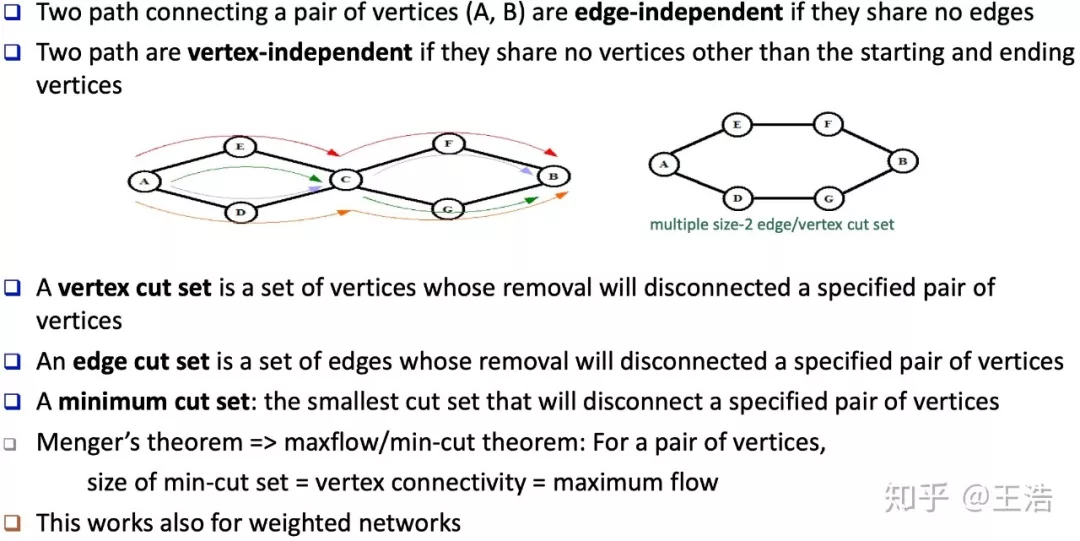 Two path connecting a pair of vertices (A, B) are edge-independent if they share no edges
Two path are vertex-independent if they share no vertices other than the starting and ending
vertices
E
F
A
C
B
D
G
E
F
A
B
D
G
multiple size-2 edge/vertex cut set
A vertex cut set is a set of vertices whose removal will disconnected a specified pair of
vertices
An edge cut set is a set of edges whose removal will disconnected a specified pair of vertices
A minimum cut set: the smallest cut set that will disconnect a specified pair of vertices
Menger's theorem => maxflow/min-cut theorem: For a pair of vertices,
size of min-cut set = vertex connectivity = maximum flow
This works also for weighted networks
知乎 @王浩